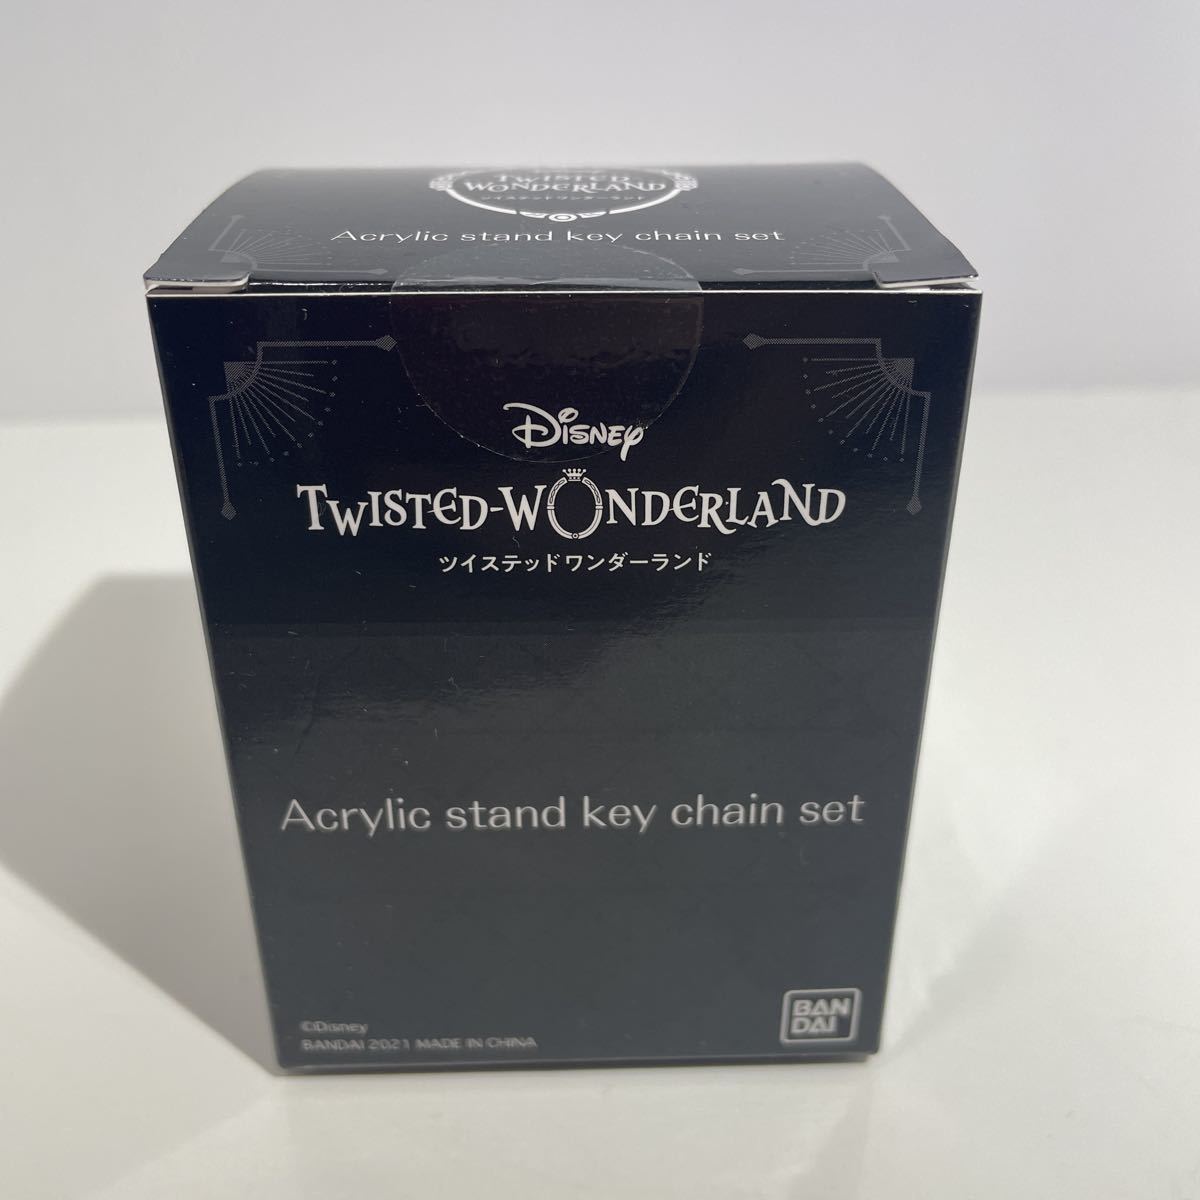 TWISTED-
WONDERLAND
ツイステッドワンダーランド
Acrylic stand key chain set
Disney
TWISTED-WONDERLAND
ツイステッドワンダーランド
Acrylic stand key chain set
©Disney
BANDAI 2021 MADE IN CHINA
BAN
DAI